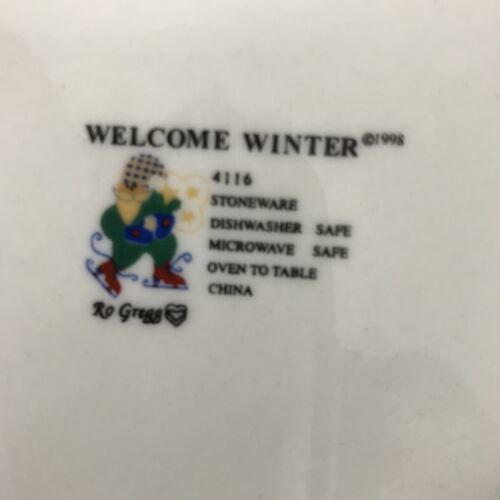 WELCOME WINTER ©1998
4116
STONEWARE
DISHWASHER SAFE
MICROWAVE SAFE
OVEN TO TABLE
CHINA
Ro Gregg